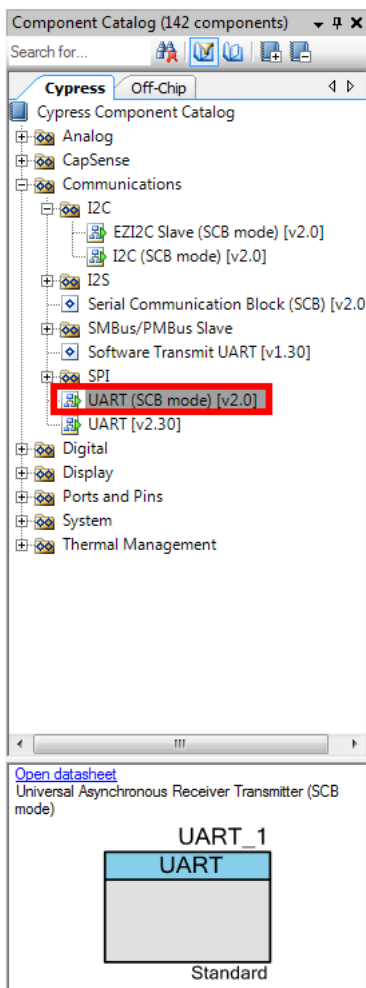 Component Catalog (142 components)
Search for...
Cypress
Off-Chip
Cypress Component Catalog
Analog
CapSense
Communications
I2C
EZI2C Slave (SCB mode) [v2.0]
I2C (SCB mode) [v2.0]
I2S
Serial Communication Block (SCB) [v2.0
SMBus/PMBus Slave
Software Transmit UART [v1.30]
SPI
UART (SCB mode) [v2.0]
UART [v2.30]
Digital
Display
Ports and Pins
System
Thermal Management
Open datasheet
Universal Asynchronous Receiver Transmitter (SCB
mode)
UART_1
UART
Standard